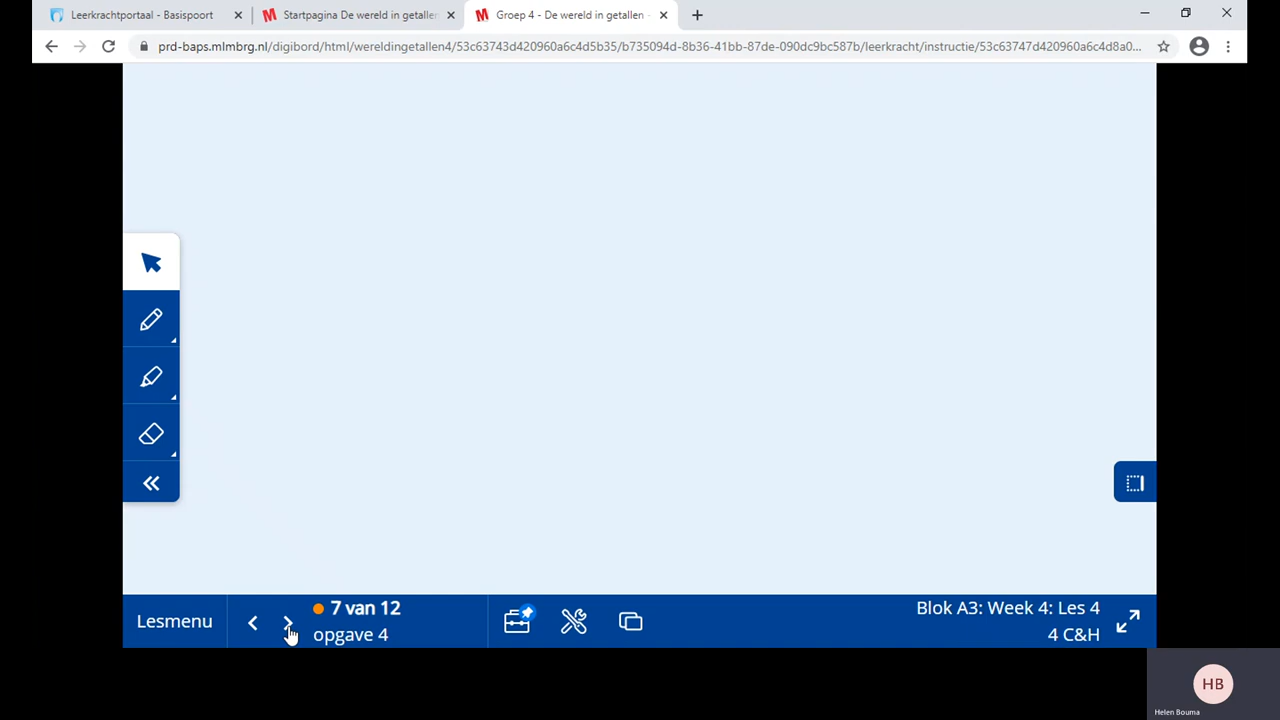 Leerkrachtportaal - Basispoort
Startpagina De wereld in getallen
Groep 4 - De wereld in getallen -
prd-baps.mlmbrg.nl/digibord/html/wereldingetallen4/53c63743d420960a6c4d5b35/b735094d-8b36-41bb-87de-090dc9bc587b/leerkracht/instructie/53c63747d420960a6c4d8a0...
Lesmenu
7 van 12
opgave 4
Blok A3: Week 4: Les 4
4 C&H
HB
Helen Bouma